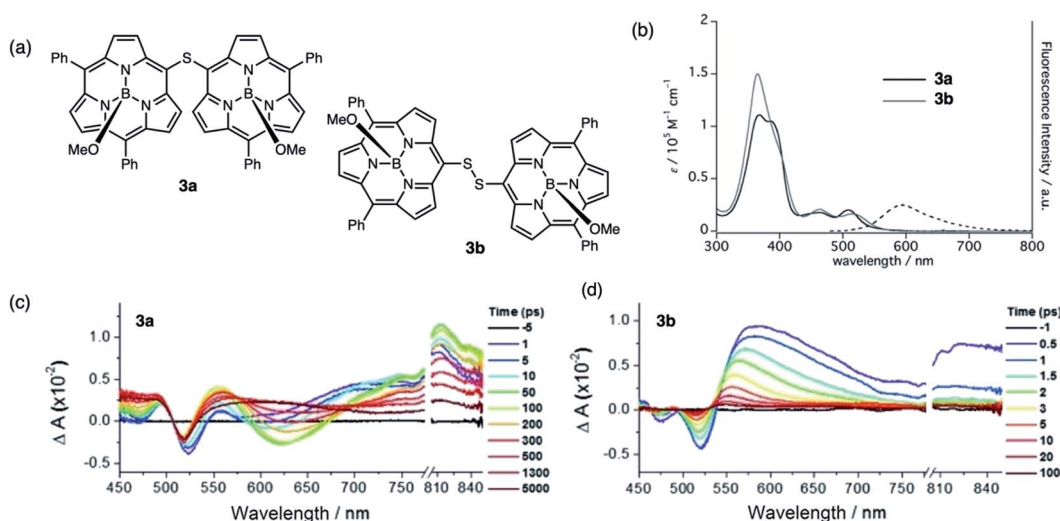 (a)
Ph
S
Ph
N
N
B
B
N
N
N
N
MeO
OMe
Ph
Ph
3a
Ph
MeO
N
B
N
N
S
S
Ph
N
B
N
N
OMe
Ph
Ph
3b
(b)
2
1.5
1
0.5
0
300 400 500 600 700 800
wavelength / nm
ε / 10⁵ M⁻¹ cm⁻¹
Fluorescence Intensity / a.u.
3a
3b
(c)
3a
1.0
0.5
0.0
-0.5
Δ A (x10⁻²)
450 500 550 600 650 700 750 810 840
Wavelength / nm
Time (ps)
-5
1
5
10
50
100
200
300
500
1300
5000
(d)
3b
1.0
0.5
0.0
-0.5
Δ A (x10⁻²)
450 500 550 600 650 700 750 810 840
Wavelength / nm
Time (ps)
-1
0.5
1
1.5
2
3
5
10
20
100